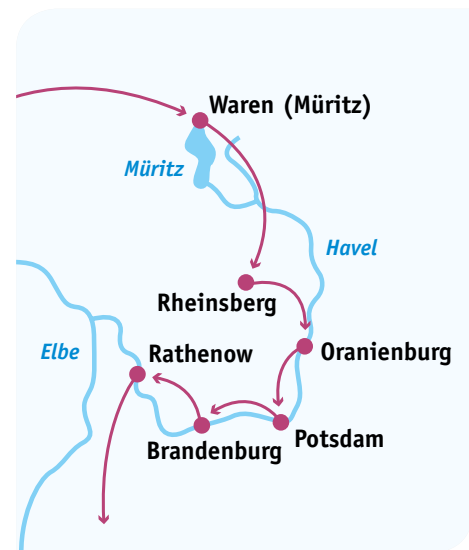 Waren (Müritz)
Müritz
Havel
Rheinsberg
Elbe
Rathenow
Oranienburg
Brandenburg
Potsdam